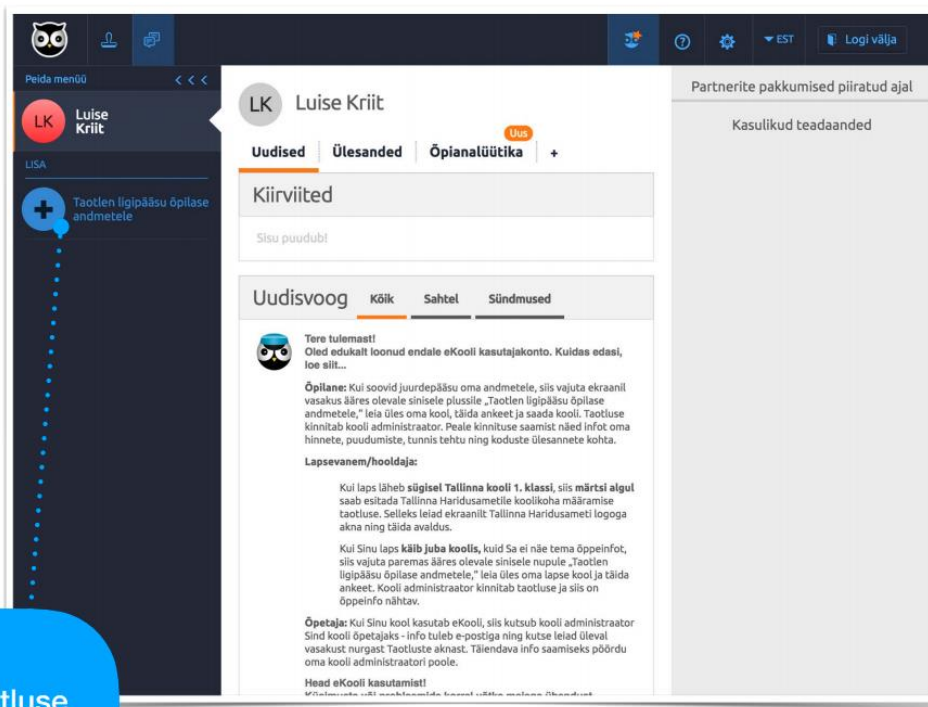 EST
Logi välja
Peida menüü
LK
Luise
Kriit
LISA
Taotlen ligipääsu õpilase
andmetele
LK
Luise Kriit
Uus
Uudised
Ülesanded
Õpianalüütika
+
Kiirviited
Sisu puudub!
Uudisvoog
Kõik
Sahtel
Sündmused
Tere tulemast!
Oled edukalt loonud endale eKooli kasutajakonto. Kuidas edasi,
loe siit...
Õpilane: Kui soovid juurdepääsu oma andmetele, siis vajuta ekraanil
vasakus ääres olevale sinisele plussile „Taotlen ligipääsu õpilase
andmetele,“ leia üles oma kool, täida ankeet ja saada kooli. Taotluse
kinnitab kooli administraator. Peale kinnituse saamist näed infot oma
hinnete, puudumiste, tunnis tehtu ning koduste ülesannete kohta.
Lapsevanem/hooldaja:
Kui laps läheb sügisel Tallinna kooli 1. klassi, siis märtsi algul
saab esitada Tallinna Haridusametile koolikoha määramise
taotluse. Selleks leiad ekraanilt Tallinna Haridusameti logoga
akna ning täida avaldus.
Kui Sinu laps käib juba koolis, kuid Sa ei näe tema õppeinfot,
siis vajuta paremas ääres olevale sinisele nupule „Taotlen
ligipääsu õpilase andmetele,“ leia üles oma lapse kool ja täida
ankeet. Kooli administraator kinnitab taotluse ja siis on
õppeinfo nähtav.
Õpetaja: Kui Sinu kool kasutab eKooli, siis kutsub kooli administraator
Sind kooli õpetajaks - info tuleb e-postiga ning kutse leiad üleval
vasakust nurgast Taotluste aknast. Täiendava info saamiseks pöördu
oma kooli administraatori poole.
Head eKooli kasutamist!
Partnerite pakkumised piiratud ajal
Kasulikud teadaanded
tluse